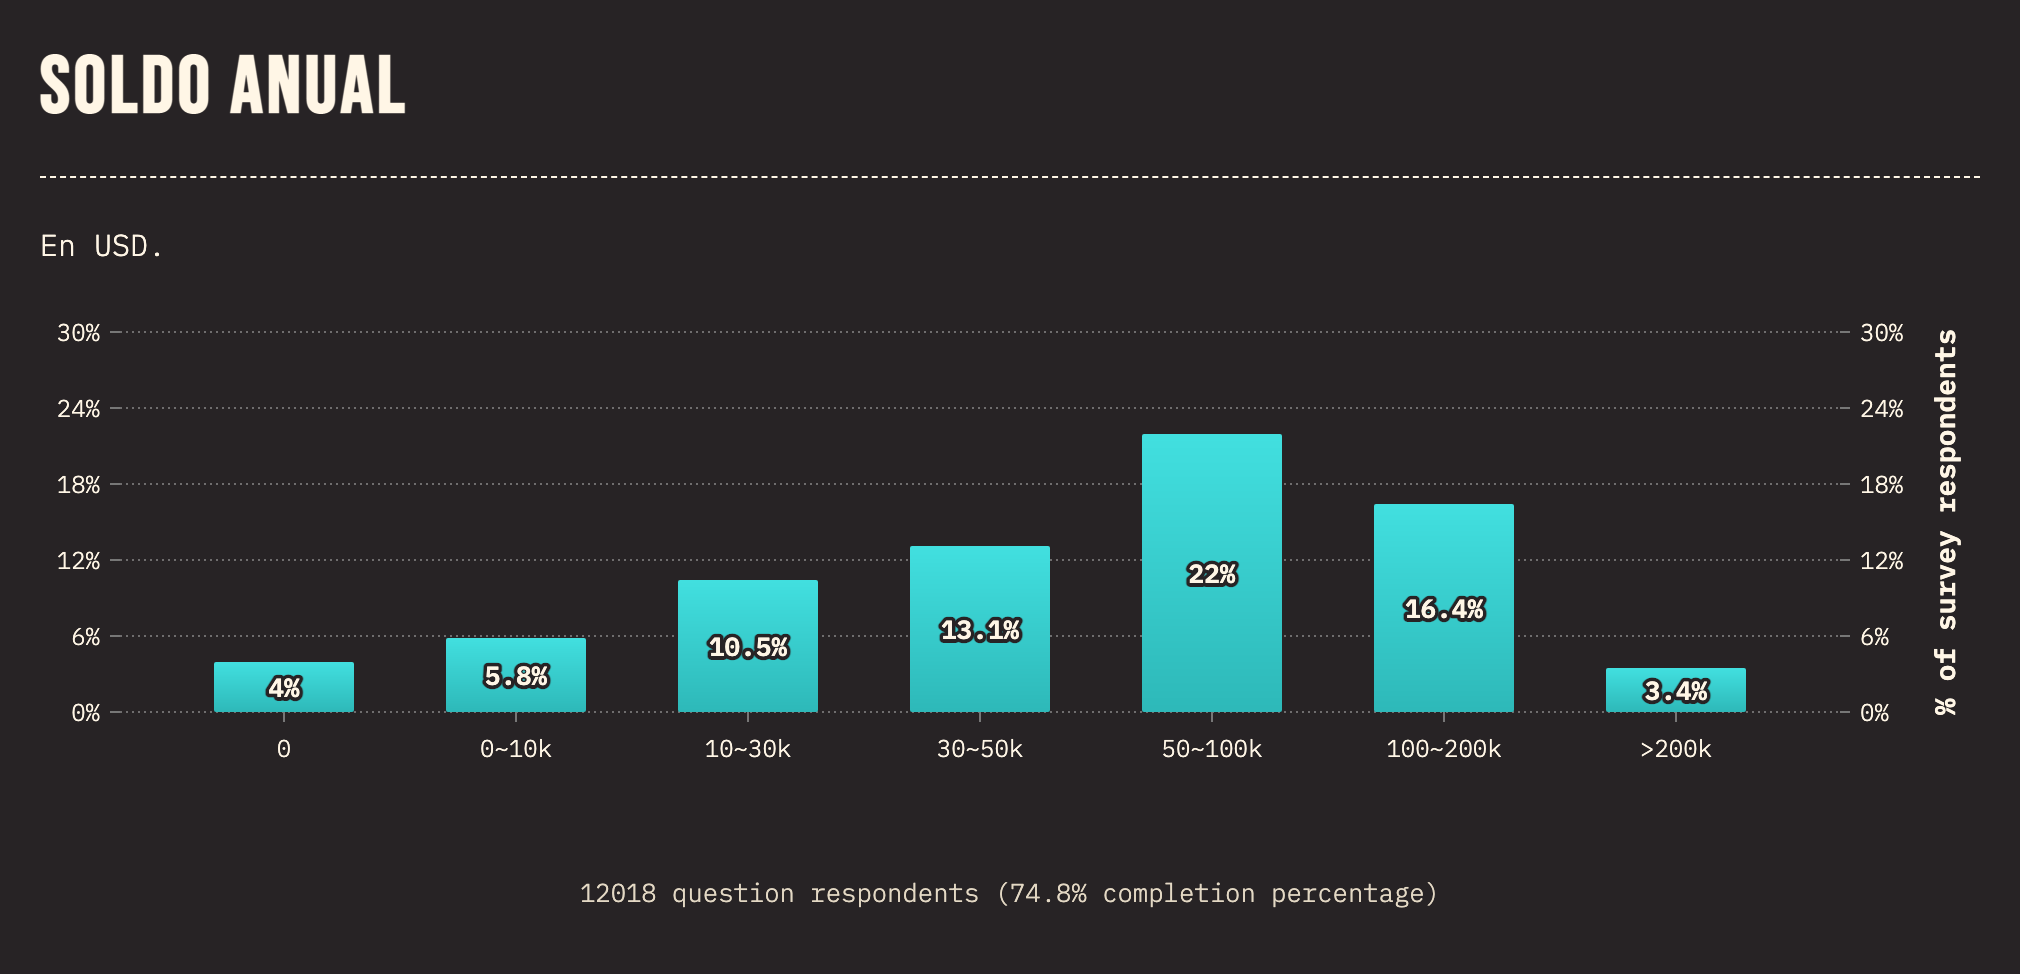 SOLDO ANUAL
En USD.
30%
24%
18%
12%
6%
0%
30%
24%
18%
12%
6%
0%
% of survey respondents
4%
5.8%
10.5%
13.1%
22%
16.4%
3.4%
0
0~10k
10~30k
30~50k
50~100k
100~200k
>200k
12018 question respondents (74.8% completion percentage)